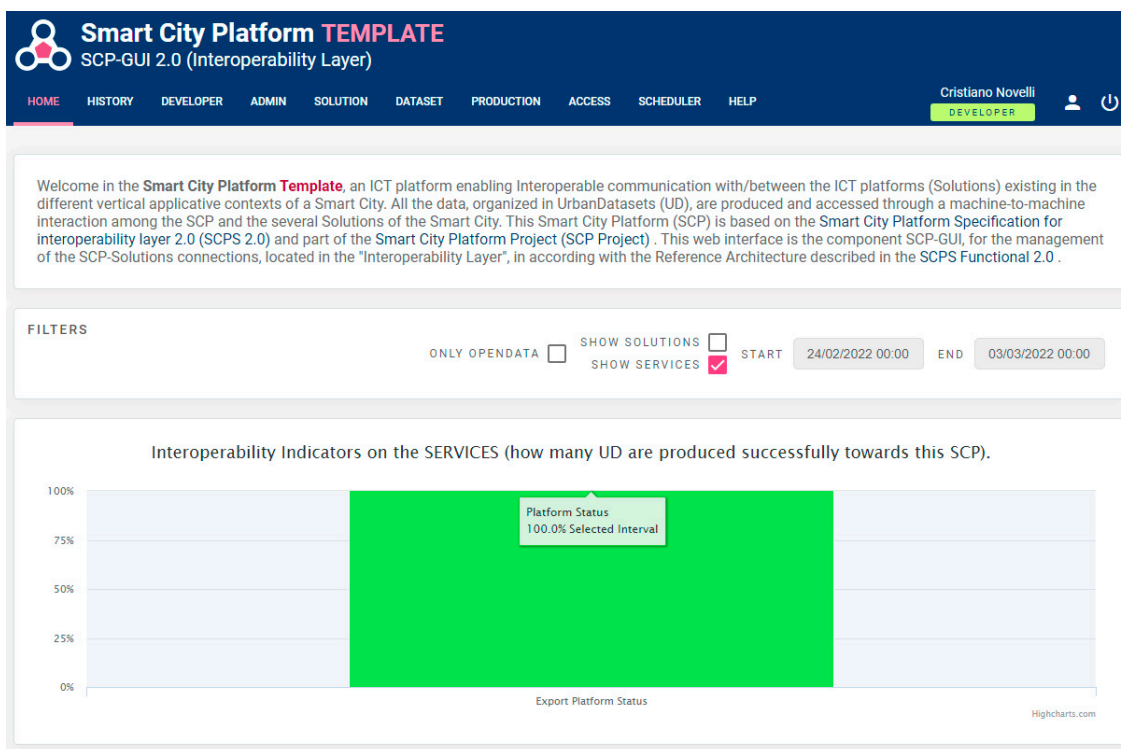 Smart City Platform TEMPLATE
SCP-GUI 2.0 (Interoperability Layer)
HOME HISTORY DEVELOPER ADMIN SOLUTION DATASET PRODUCTION ACCESS SCHEDULER HELP
Cristiano Novelli
DEVELOPER
Welcome in the Smart City Platform Template, an ICT platform enabling Interoperable communication with/between the ICT platforms (Solutions) existing in the
different vertical applicative contexts of a Smart City. All the data, organized in UrbanDatasets (UD), are produced and accessed through a machine-to-machine
interaction among the SCP and the several Solutions of the Smart City. This Smart City Platform (SCP) is based on the Smart City Platform Specification for
interoperability layer 2.0 (SCPS 2.0) and part of the Smart City Platform Project (SCP Project) . This web interface is the component SCP-GUI, for the management
of the SCP-Solutions connections, located in the "Interoperability Layer", in according with the Reference Architecture described in the SCPS Functional 2.0 .
FILTERS
ONLY OPENDATA
SHOW SOLUTIONS
SHOW SERVICES
START 24/02/2022 00:00 END 03/03/2022 00:00
Interoperability Indicators on the SERVICES (how many UD are produced successfully towards this SCP).
100%
Platform Status
100.0% Selected Interval
75%
50%
25%
0%
Export Platform Status
Highcharts.com